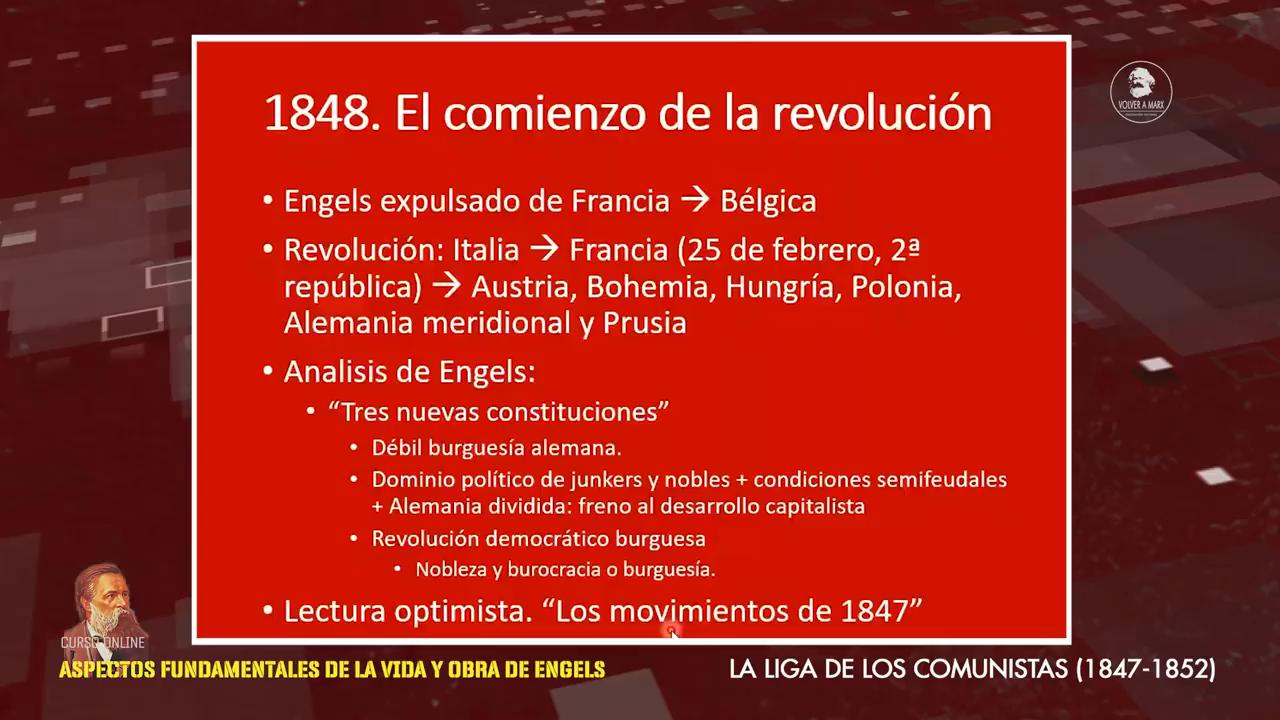 1848. El comienzo de la revolución
VOLVER A MARX
• Engels expulsado de Francia → Bélgica
• Revolución: Italia → Francia (25 de febrero, 2ª
república) → Austria, Bohemia, Hungría, Polonia,
Alemania meridional y Prusia
• Analisis de Engels:
• “Tres nuevas constituciones”
• Débil burguesía alemana.
• Dominio político de junkers y nobles + condiciones semifeudales
+ Alemania dividida: freno al desarrollo capitalista
• Revolución democrático burguesa
• Nobleza y burocracia o burguesía.
• Lectura optimista. “Los movimientos de 1847”
CURSO ONLINE
ASPECTOS FUNDAMENTALES DE LA VIDA Y OBRA DE ENGELS
LA LIGA DE LOS COMUNISTAS (1847-1852)